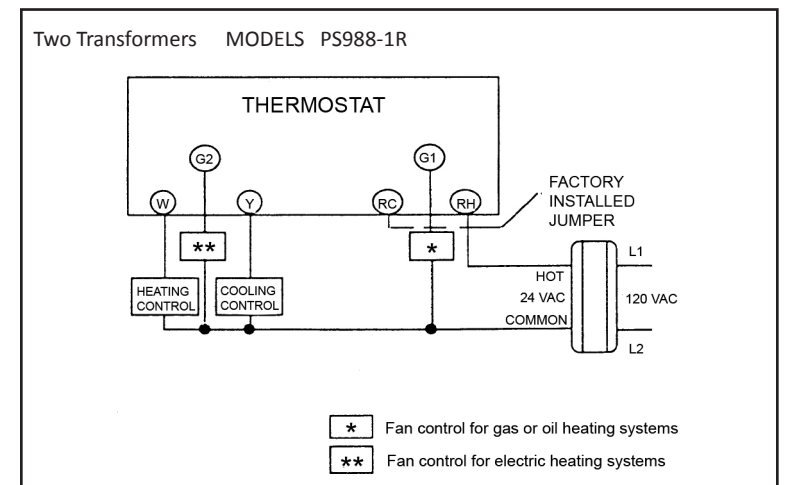 Two Transformers MODELS PS988-1R
THERMOSTAT
G2
G1
W
Y
RC
RH
FACTORY
INSTALLED
JUMPER
**
*
HEATING
CONTROL
COOLING
CONTROL
HOT
24 VAC
COMMON
L1
120 VAC
L2
* Fan control for gas or oil heating systems
** Fan control for electric heating systems